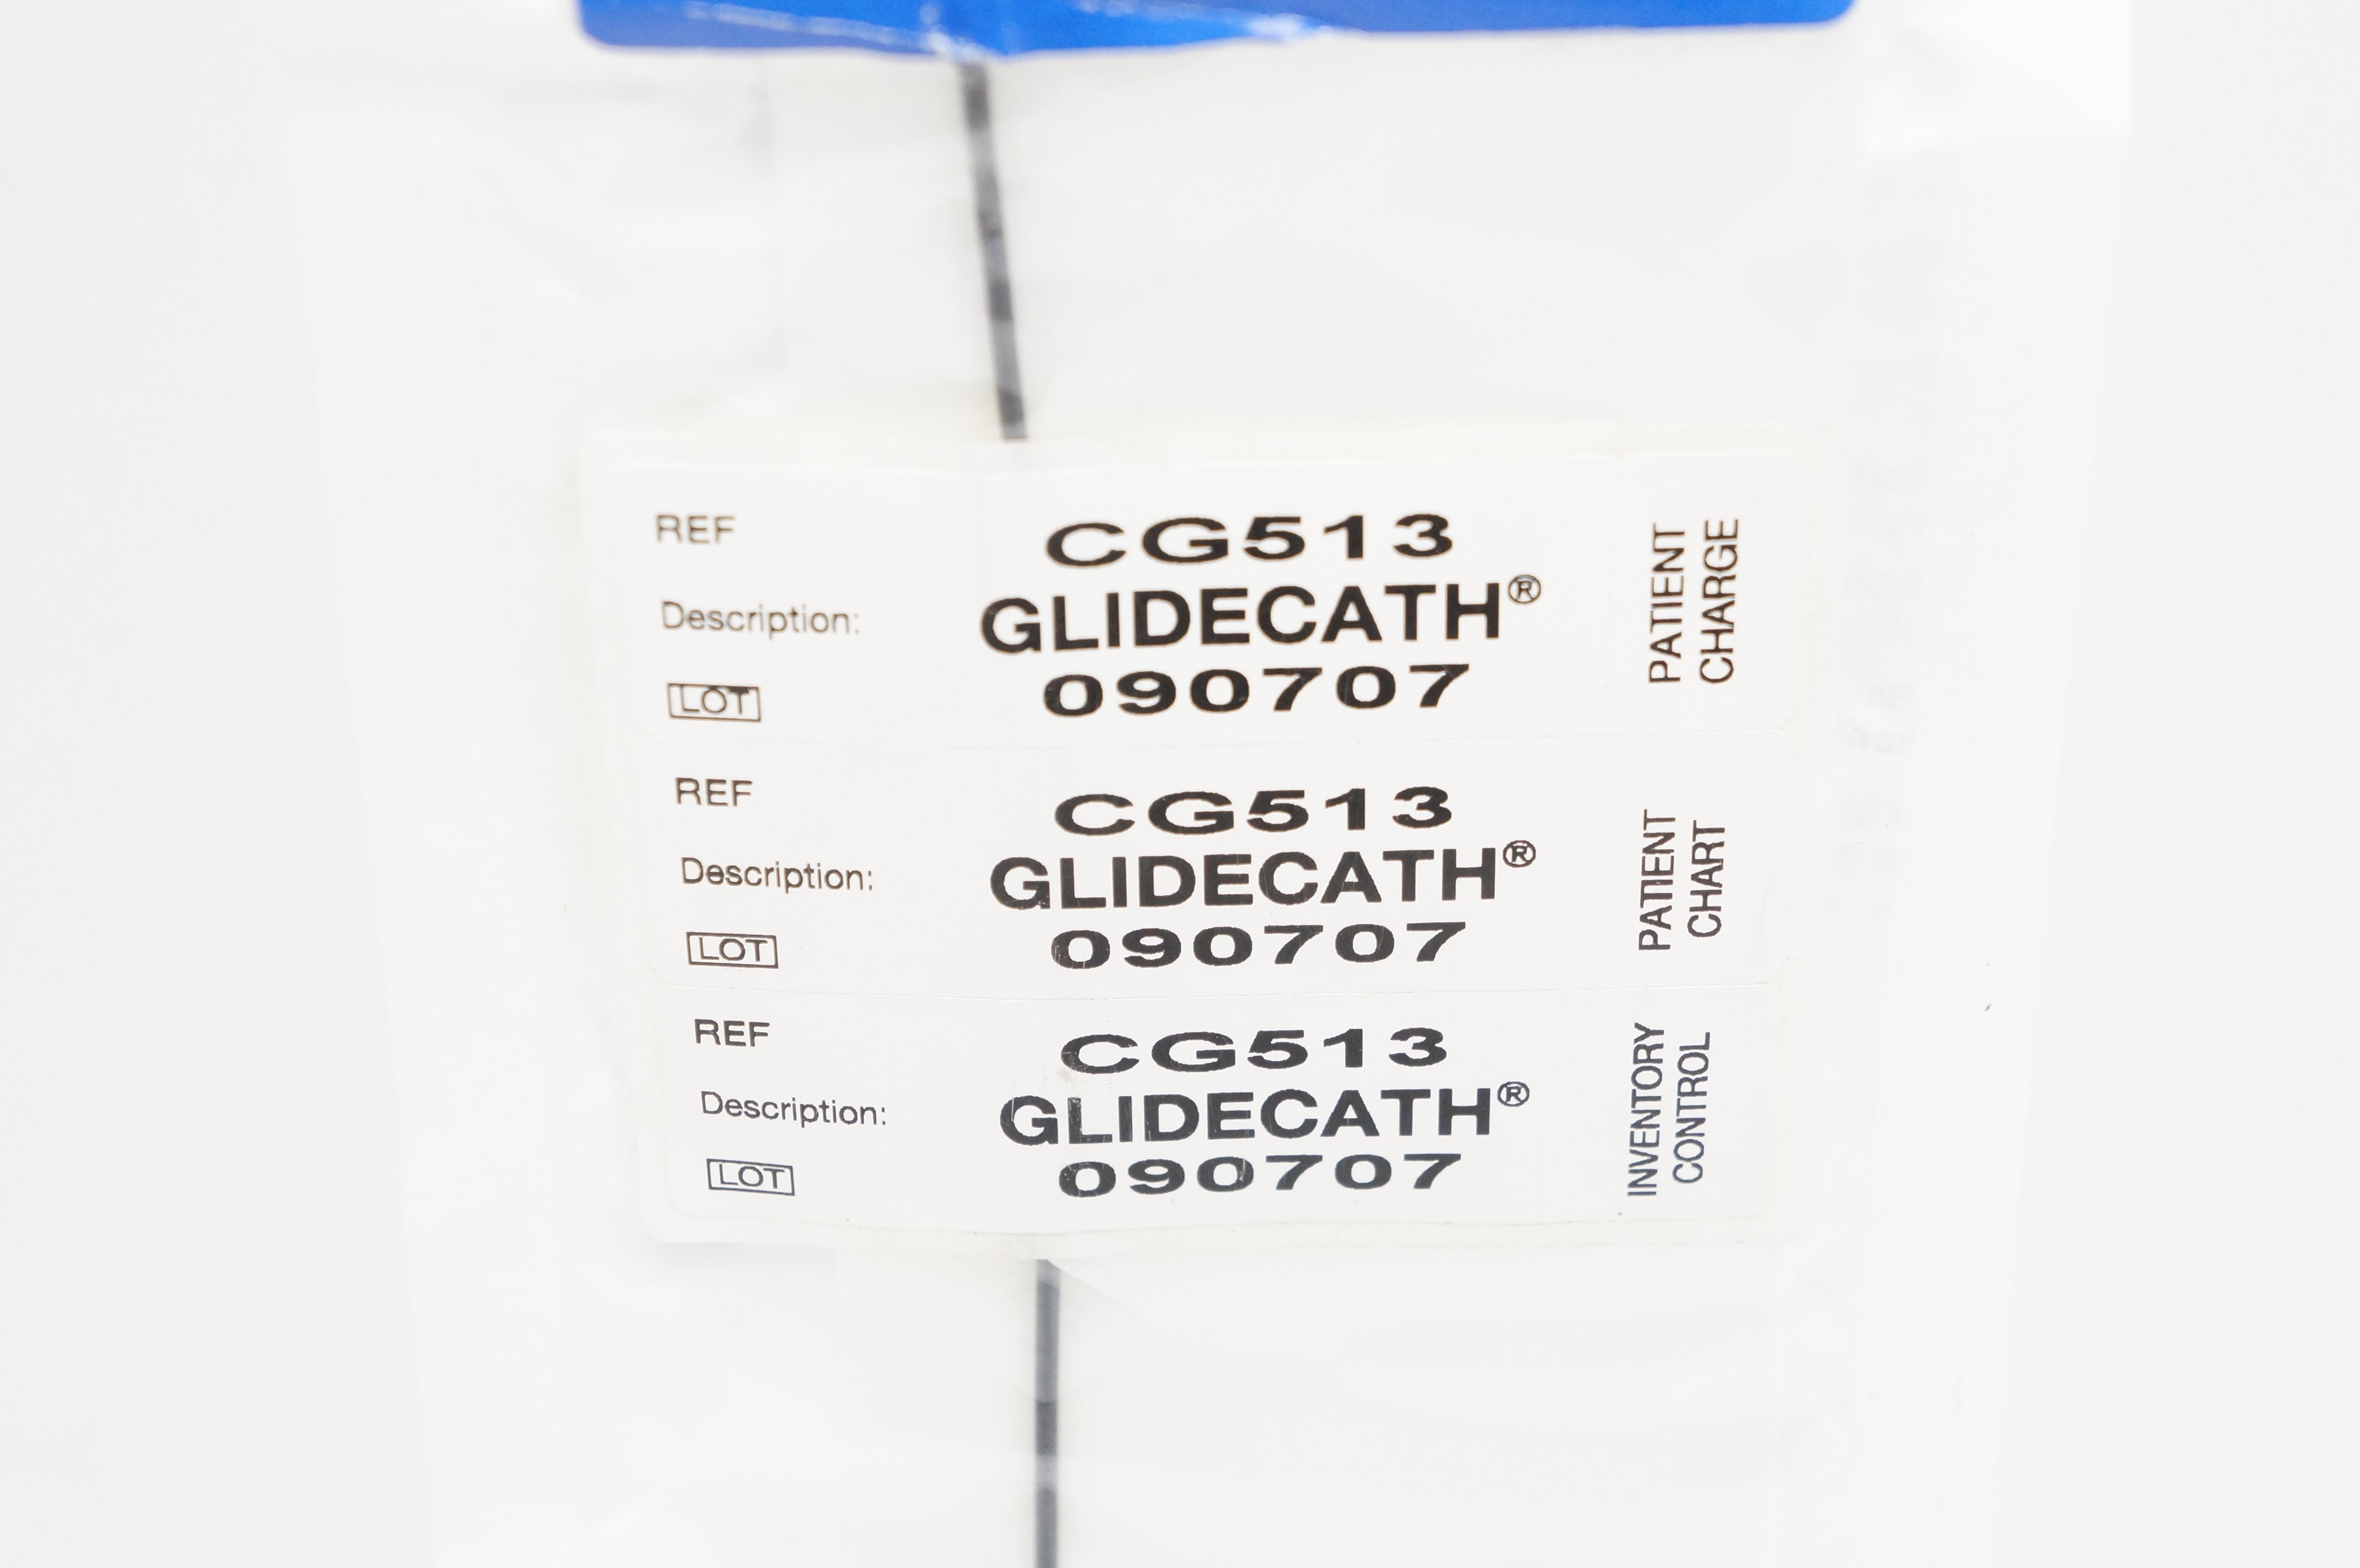 REF CG513
Description: GLIDECATH®
LOT 090707
PATIENT
CHARGE
REF CG513
Description: GLIDECATH®
LOT 090707
PATIENT
CHART
REF CG513
Description: GLIDECATH®
LOT 090707
INVENTORY
CONTROL